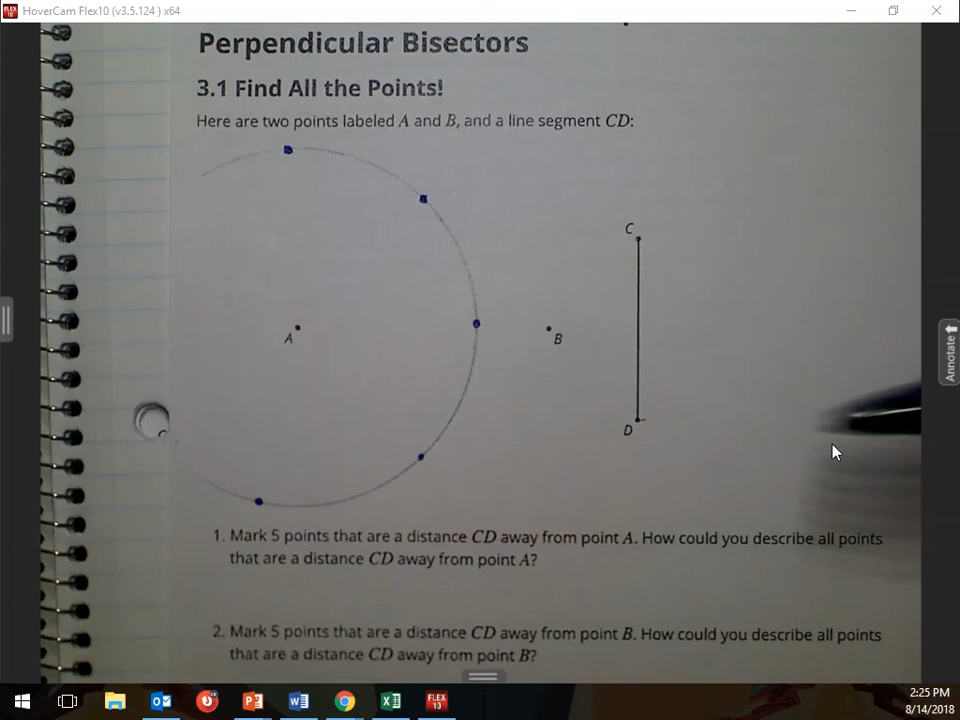 HoverCam Flex10 (v3.5.124 ) x64
Perpendicular Bisectors
3.1 Find All the Points!
Here are two points labeled A and B, and a line segment CD:
C
A
B
D
Annotate
1. Mark 5 points that are a distance CD away from point A. How could you describe all points
that are a distance CD away from point A?
2. Mark 5 points that are a distance CD away from point B. How could you describe all points
that are a distance CD away from point B?
FLEX 10
2:25 PM
8/14/2018